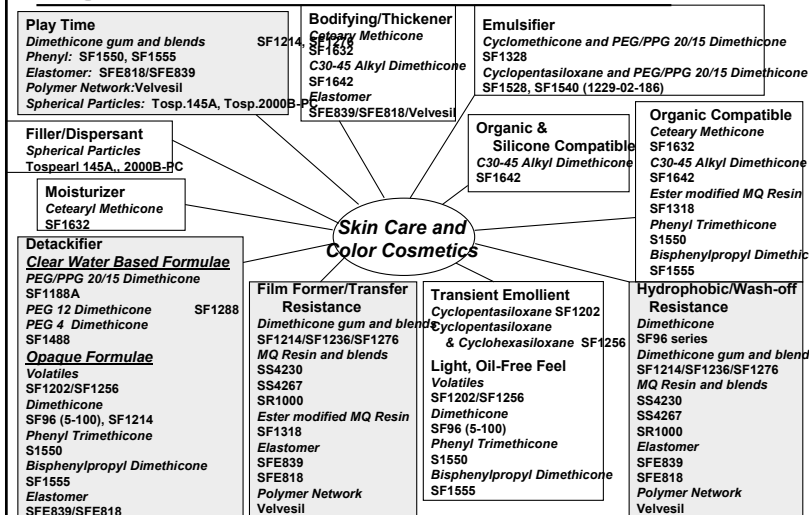 Play Time
Dimethicone gum and blends SF1214, SF1276
Phenyl: SF1550, SF1555
Elastomer: SFE818/SFE839
Polymer Network:Velvesil
Spherical Particles: Tosp.145A, Tosp.2000B-PC
Bodifying/Thickener
Ceteary Methicone
SF1632
C30-45 Alkyl Dimethicone
SF1642
Elastomer
SFE839/SFE818/Velvesil
Emulsifier
Cyclomethicone and PEG/PPG 20/15 Dimethicone
SF1328
Cyclopentasiloxane and PEG/PPG 20/15 Dimethicone
SF1528, SF1540 (1229-02-186)
Filler/Dispersant
Spherical Particles
Tospearl 145A,, 2000B-PC
Organic &
Silicone Compatible
C30-45 Alkyl Dimethicone
SF1642
Organic Compatible
Ceteary Methicone
SF1632
C30-45 Alkyl Dimethicone
SF1642
Ester modified MQ Resin
SF1318
Phenyl Trimethicone
S1550
Bisphenylpropyl Dimethic
SF1555
Moisturizer
Cetearyl Methicone
SF1632
Skin Care and
Color Cosmetics
Detackifier
Clear Water Based Formulae
PEG/PPG 20/15 Dimethicone
SF1188A
PEG 12 Dimethicone SF1288
PEG 4 Dimethicone
SF1488
Opaque Formulae
Volatiles
SF1202/SF1256
Dimethicone
SF96 (5-100), SF1214
Phenyl Trimethicone
S1550
Bisphenylpropyl Dimethicone
SF1555
Elastomer
SFE839/SFE818
Film Former/Transfer
Resistance
Dimethicone gum and blends
SF1214/SF1236/SF1276
MQ Resin and blends
SS4230
SS4267
SR1000
Ester modified MQ Resin
SF1318
Elastomer
SFE839
SFE818
Polymer Network
Velvesil
Transient Emollient
Cyclopentasiloxane SF1202
Cyclopentasiloxane
& Cyclohexasiloxane SF1256
Light, Oil-Free Feel
Volatiles
SF1202/SF1256
Dimethicone
SF96 (5-100)
Phenyl Trimethicone
S1550
Bisphenylpropyl Dimethicone
SF1555
Hydrophobic/Wash-off
Resistance
Dimethicone
SF96 series
Dimethicone gum and blend
SF1214/SF1236/SF1276
MQ Resin and blends
SS4230
SS4267
SR1000
Elastomer
SFE839
SFE818
Polymer Network
Velvesil